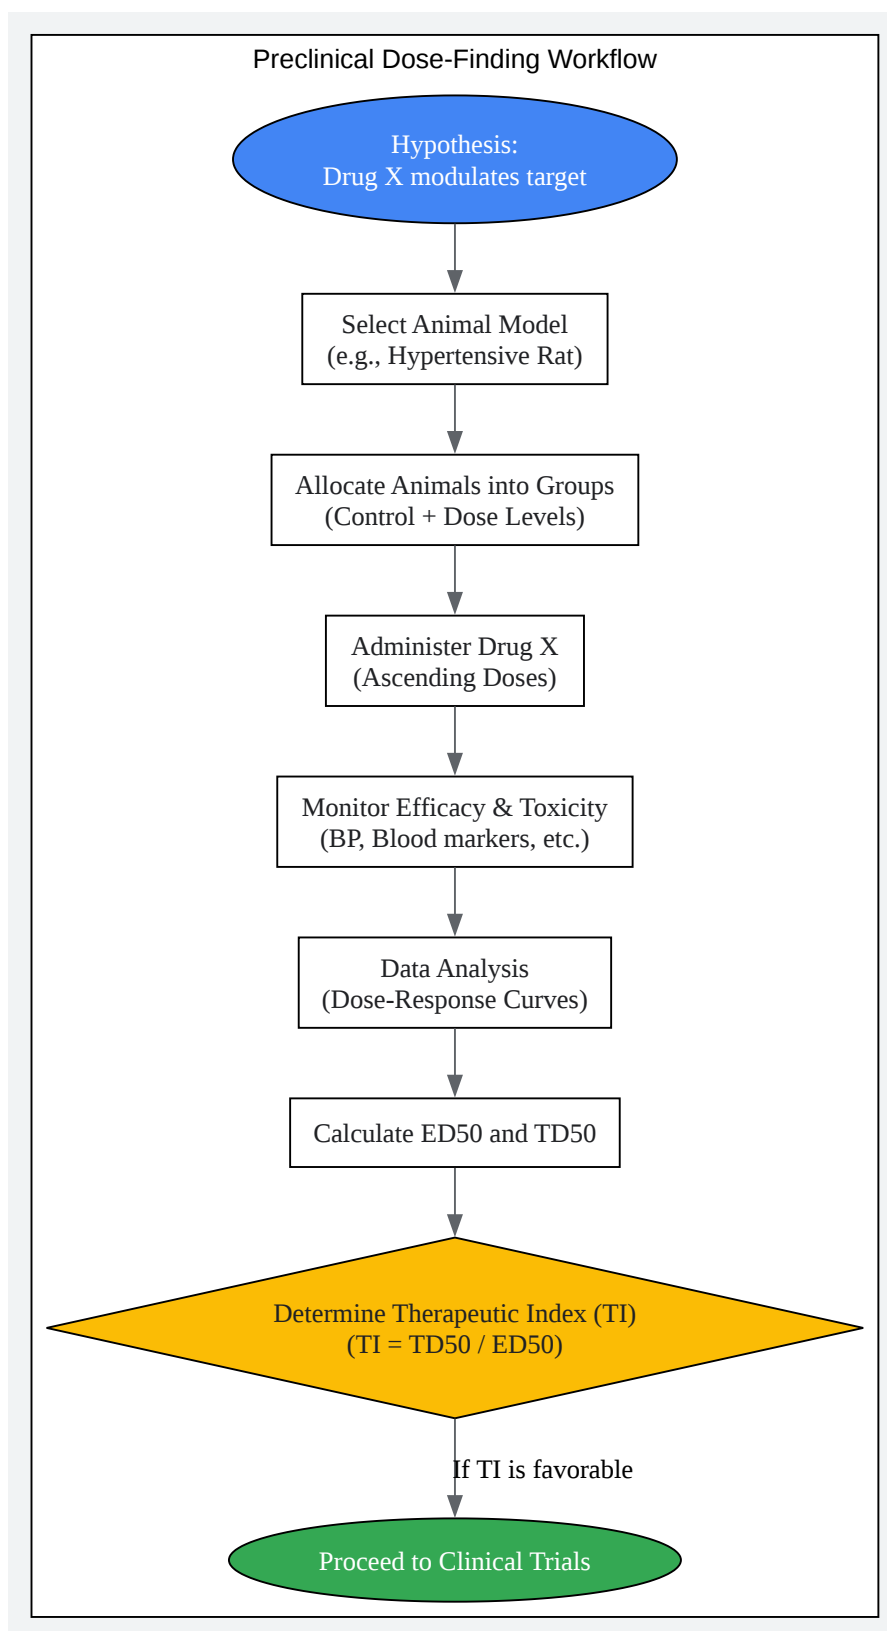 Preclinical Dose-Finding Workflow
Hypothesis:
Drug X modulates target
Select Animal Model
(e.g., Hypertensive Rat)
Allocate Animals into Groups
(Control + Dose Levels)
Administer Drug X
(Ascending Doses)
Monitor Efficacy & Toxicity
(BP, Blood markers, etc.)
Data Analysis
(Dose-Response Curves)
Calculate ED50 and TD50
Determine Therapeutic Index (TI)
(TI = TD50 / ED50)
If TI is favorable
Proceed to Clinical Trials